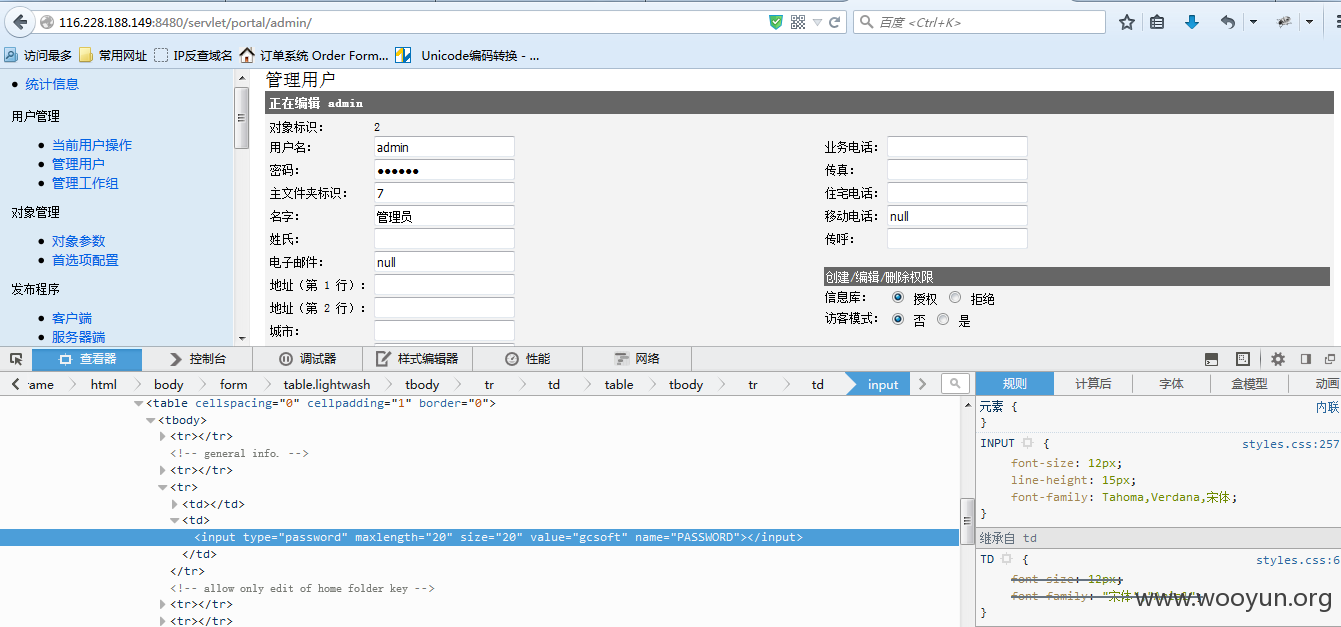 116.228.188.149:8480/servlet/portal/admin/
百度 <Ctrl+K>
访问最多 常用网址 IP反查域名 订单系统 Order Form... Unicode编码转换 - ...
统计信息
用户管理
当前用户操作
管理用户
管理工作组
对象管理
对象参数
首选项配置
发布程序
客户端
服务器端
管理用户
正在编辑 admin
对象标识: 2
用户名: admin
密码: ●●●●●●
主文件夹标识: 7
名字: 管理员
姓氏:
电子邮件: null
地址（第 1 行）:
地址（第 2 行）:
城市:
业务电话:
传真:
住宅电话:
移动电话: null
传呼:
创建/编辑/删除权限
信息库: 授权 拒绝
访客模式: 否 是
查看器 控制台 调试器 样式编辑器 性能 网络
ame html body form table.lightwash tbody tr td table tbody tr td input
规则 计算后 字体 盒模型 动画
<table cellspacing="0" cellpadding="1" border="0">
<tbody>
<tr></tr>
<!-- general info. -->
<tr></tr>
<tr>
<td></td>
<td>
<input type="password" maxlength="20" size="20" value="gcsoft" name="PASSWORD"></input>
</td>
</tr>
<!-- allow only edit of home folder key -->
<tr></tr>
<tr></tr>
元素 { 内联
}
INPUT { styles.css:257
font-size: 12px;
line-height: 15px;
font-family: Tahoma,Verdana,宋体;
}
继承自 td
TD { styles.css:6
font-size: 12px;
font-family: "宋体"
}
www.wooyun.org